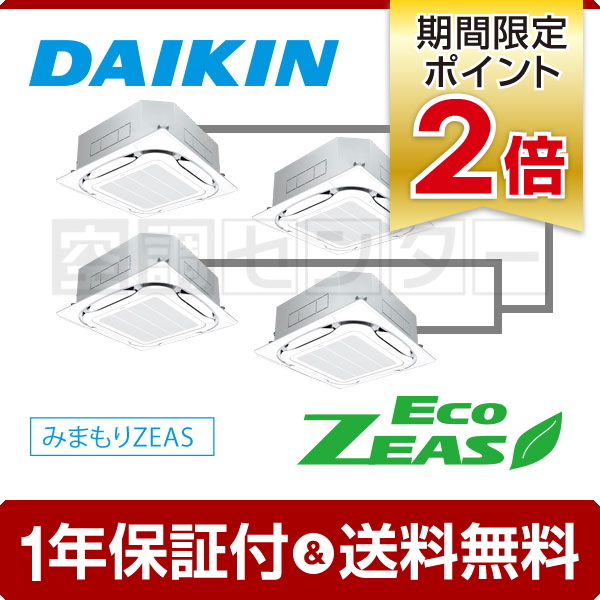 DAIKIN
期間限定
ポイント
2倍
空調センター
みまもりZEAS
Eco
ZEAS
1年保証付&送料無料